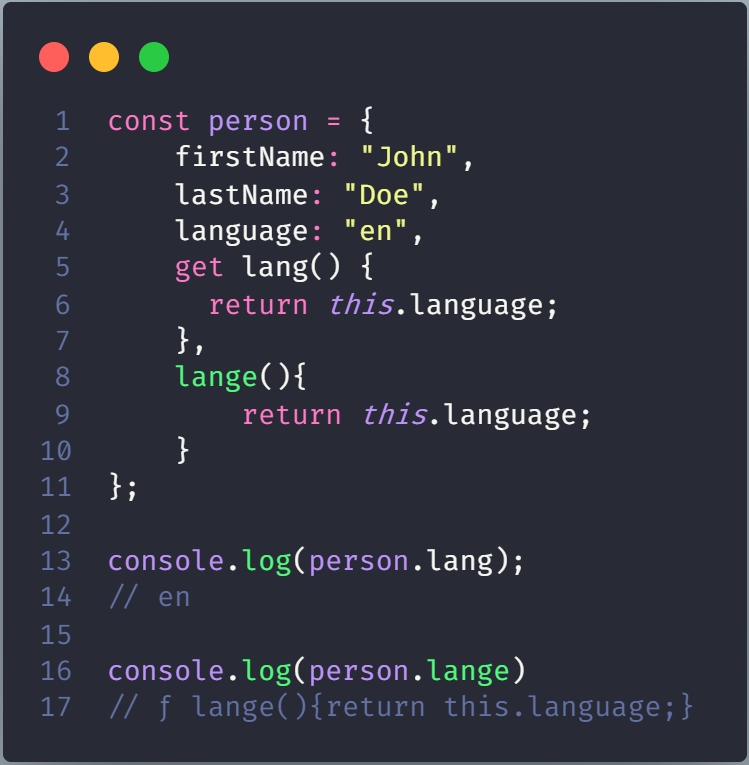 1 const person = {
2     firstName: "John",
3     lastName: "Doe",
4     language: "en",
5     get lang() {
6       return this.language;
7     },
8     lange(){
9         return this.language;
10     }
11 };
12
13 console.log(person.lang);
14 // en
15
16 console.log(person.lange)
17 // ƒ lange(){return this.language;}